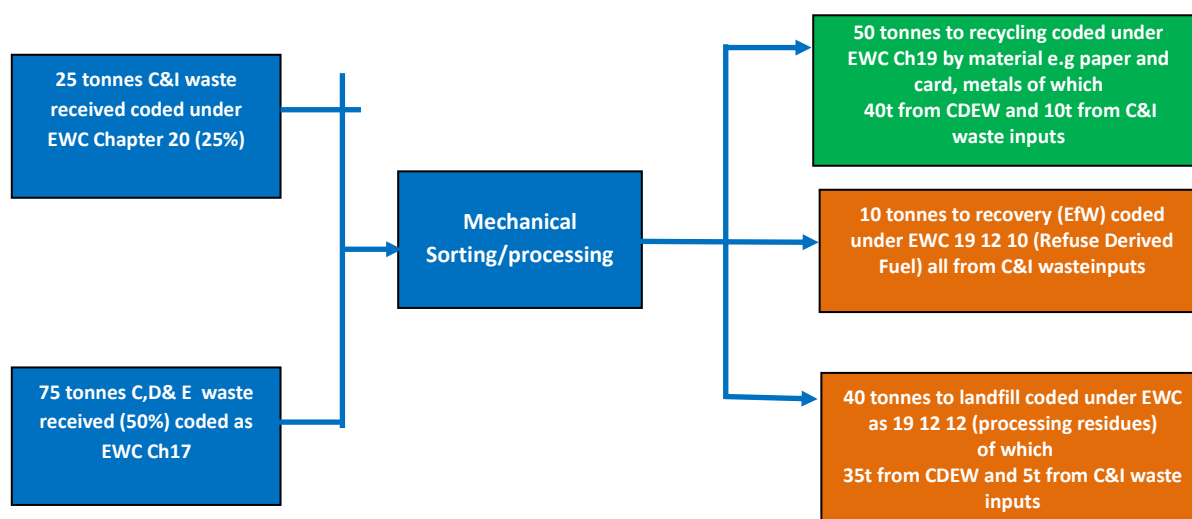 25 tonnes C&I waste
received coded under
EWC Chapter 20 (25%)
75 tonnes C,D& E waste
received (50%) coded as
EWC Ch17
Mechanical
Sorting/processing
50 tonnes to recycling coded under
EWC Ch19 by material e.g paper and
card, metals of which
40t from CDEW and 10t from C&I
waste inputs
10 tonnes to recovery (EfW) coded
under EWC 19 12 10 (Refuse Derived
Fuel) all from C&I wasteinputs
40 tonnes to landfill coded under EWC
as 19 12 12 (processing residues)
of which
35t from CDEW and 5t from C&I waste
inputs